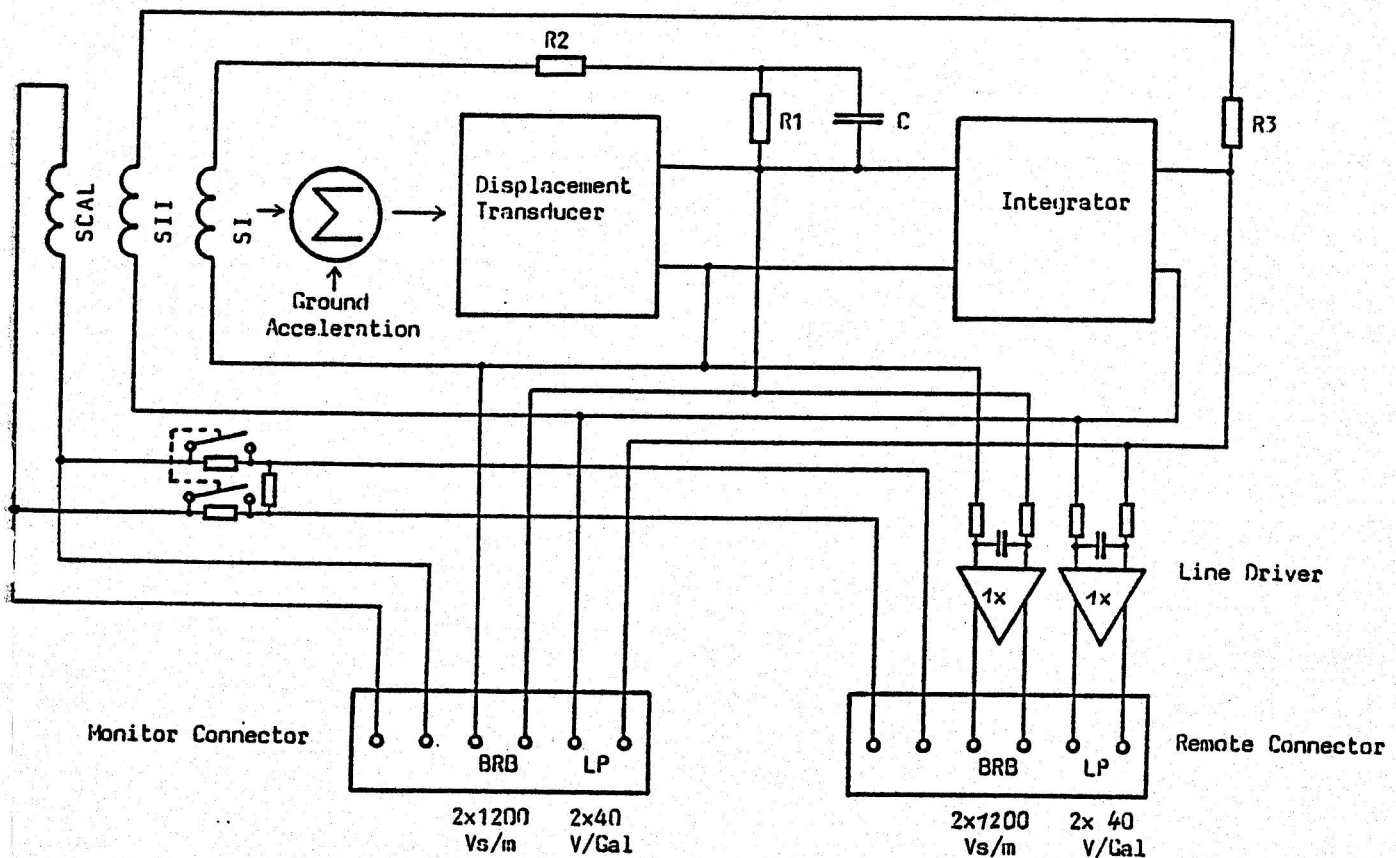 R2
R1
C
R3
SCAL
SII
SI
Displacement
Transducer
Integrator
Ground
Acceleration
1x
1x
Line Driver
Monitor Connector
BRB
LP
BRB
LP
Remote Connector
2x1200
Vs/m
2x40
V/Gal
2x1200
Vs/m
2x 40
V/Gal